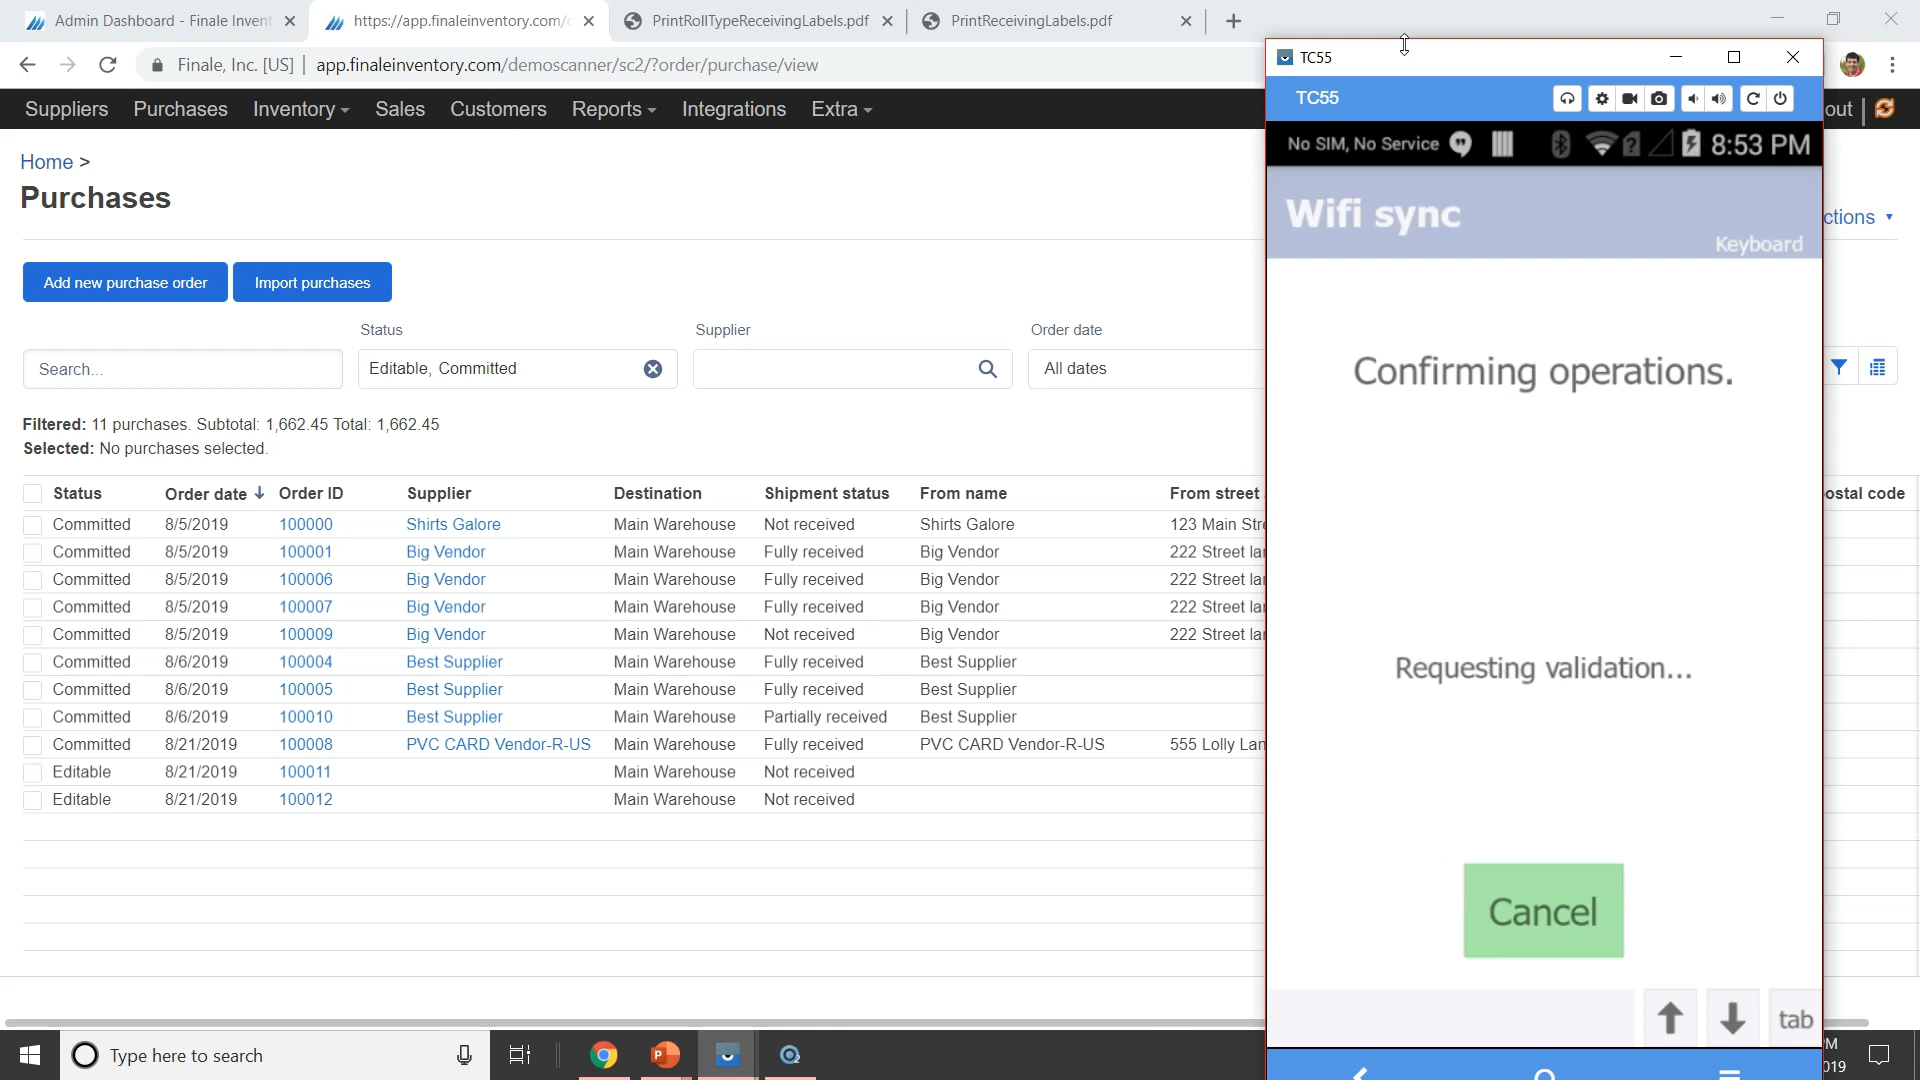 Admin Dashboard - Finale Invent
https://app.finaleinventory.com/
PrintRollTypeReceivingLabels.pdf
PrintReceivingLabels.pdf
Finale, Inc. [US] | app.finaleinventory.com/demoscanner/sc2/?order/purchase/view
Suppliers Purchases Inventory Sales Customers Reports Integrations Extra
out
Home >
Purchases
ctions
Add new purchase order Import purchases
Status Supplier Order date
Search... Editable, Committed All dates
Filtered: 11 purchases. Subtotal: 1,662.45 Total: 1,662.45
Selected: No purchases selected.
Status Order date Order ID Supplier Destination Shipment status From name From street ostal code
Committed 8/5/2019 100000 Shirts Galore Main Warehouse Not received Shirts Galore 123 Main Stre
Committed 8/5/2019 100001 Big Vendor Main Warehouse Fully received Big Vendor 222 Street lan
Committed 8/5/2019 100006 Big Vendor Main Warehouse Fully received Big Vendor 222 Street lan
Committed 8/5/2019 100007 Big Vendor Main Warehouse Fully received Big Vendor 222 Street lan
Committed 8/5/2019 100009 Big Vendor Main Warehouse Not received Big Vendor 222 Street lan
Committed 8/6/2019 100004 Best Supplier Main Warehouse Fully received Best Supplier
Committed 8/6/2019 100005 Best Supplier Main Warehouse Fully received Best Supplier
Committed 8/6/2019 100010 Best Supplier Main Warehouse Partially received Best Supplier
Committed 8/21/2019 100008 PVC CARD Vendor-R-US Main Warehouse Fully received PVC CARD Vendor-R-US 555 Lolly Lan
Editable 8/21/2019 100011 Main Warehouse Not received
Editable 8/21/2019 100012 Main Warehouse Not received
TC55
TC55
No SIM, No Service 8:53 PM
Wifi sync
Keyboard
Confirming operations.
Requesting validation...
Cancel
tab
Type here to search
PM
019